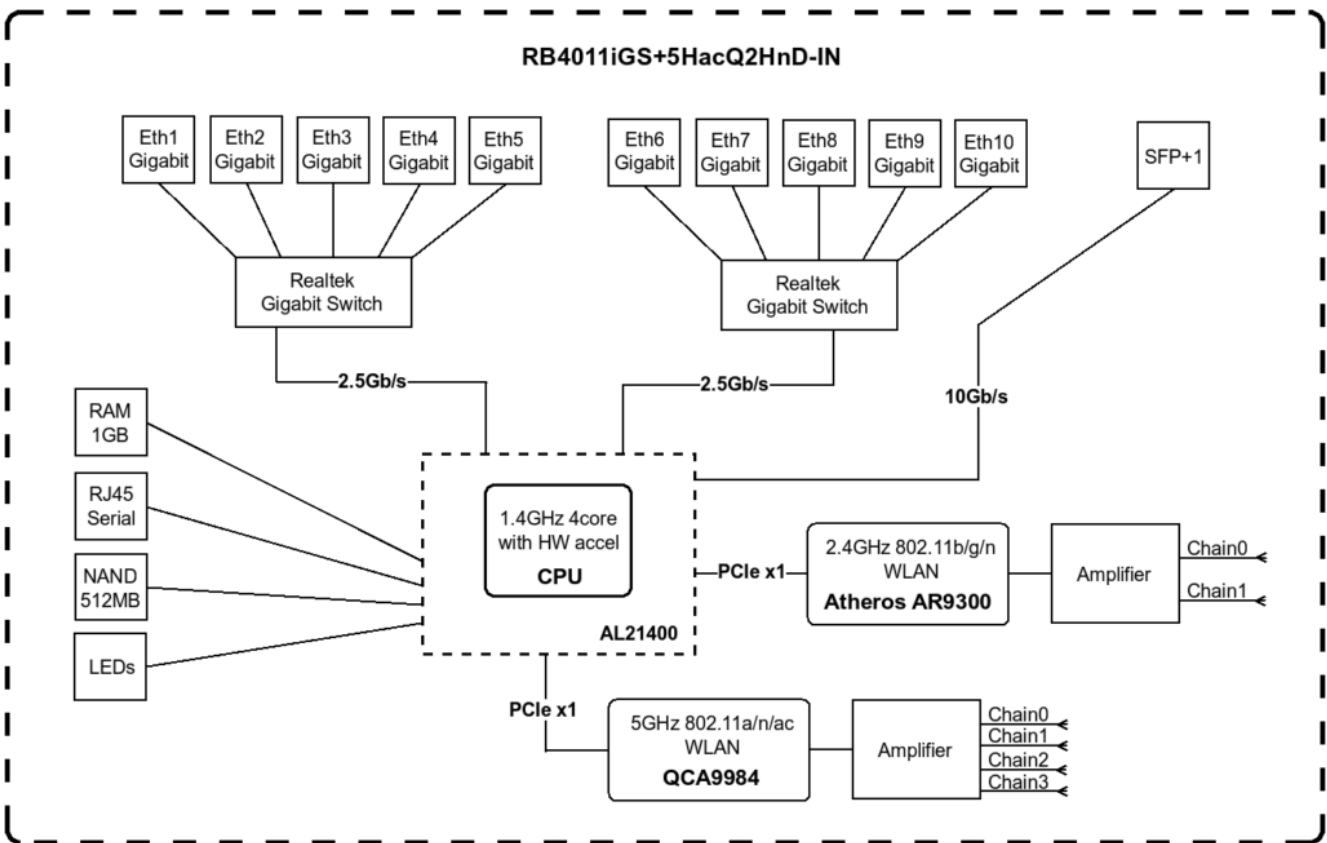 RB4011iGS+5HacQ2HnD-IN
Eth1
Gigabit
Eth2
Gigabit
Eth3
Gigabit
Eth4
Gigabit
Eth5
Gigabit
Eth6
Gigabit
Eth7
Gigabit
Eth8
Gigabit
Eth9
Gigabit
Eth10
Gigabit
SFP+1
Realtek
Gigabit Switch
Realtek
Gigabit Switch
2.5Gb/s
2.5Gb/s
10Gb/s
RAM
1GB
RJ45
Serial
NAND
512MB
LEDs
1.4GHz 4core
with HW accel
CPU
AL21400
PCIe x1
2.4GHz 802.11b/g/n
WLAN
Atheros AR9300
Amplifier
Chain0
Chain1
PCIe x1
5GHz 802.11a/n/ac
WLAN
QCA9984
Amplifier
Chain0
Chain1
Chain2
Chain3